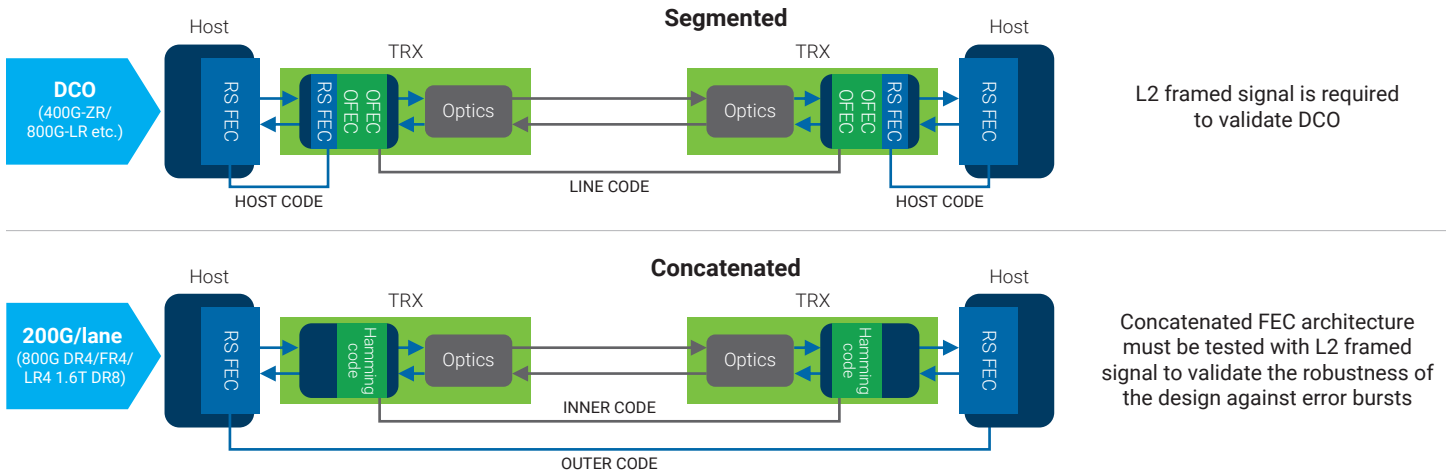 Segmented
Host
TRX
TRX
Host
DCO
(400G-ZR/
800G-LR etc.)
RS FEC
RS FEC
OFEC
OFEC
Optics
Optics
OFEC
OFEC
RS FEC
RS FEC
HOST CODE
LINE CODE
HOST CODE
L2 framed signal is required
to validate DCO
Concatenated
Host
TRX
TRX
Host
200G/lane
(800G DR4/FR4/
LR4 1.6T DR8)
RS FEC
Hamming
code
Optics
Optics
Hamming
code
RS FEC
INNER CODE
OUTER CODE
Concatenated FEC architecture
must be tested with L2 framed
signal to validate the robustness of
the design against error bursts